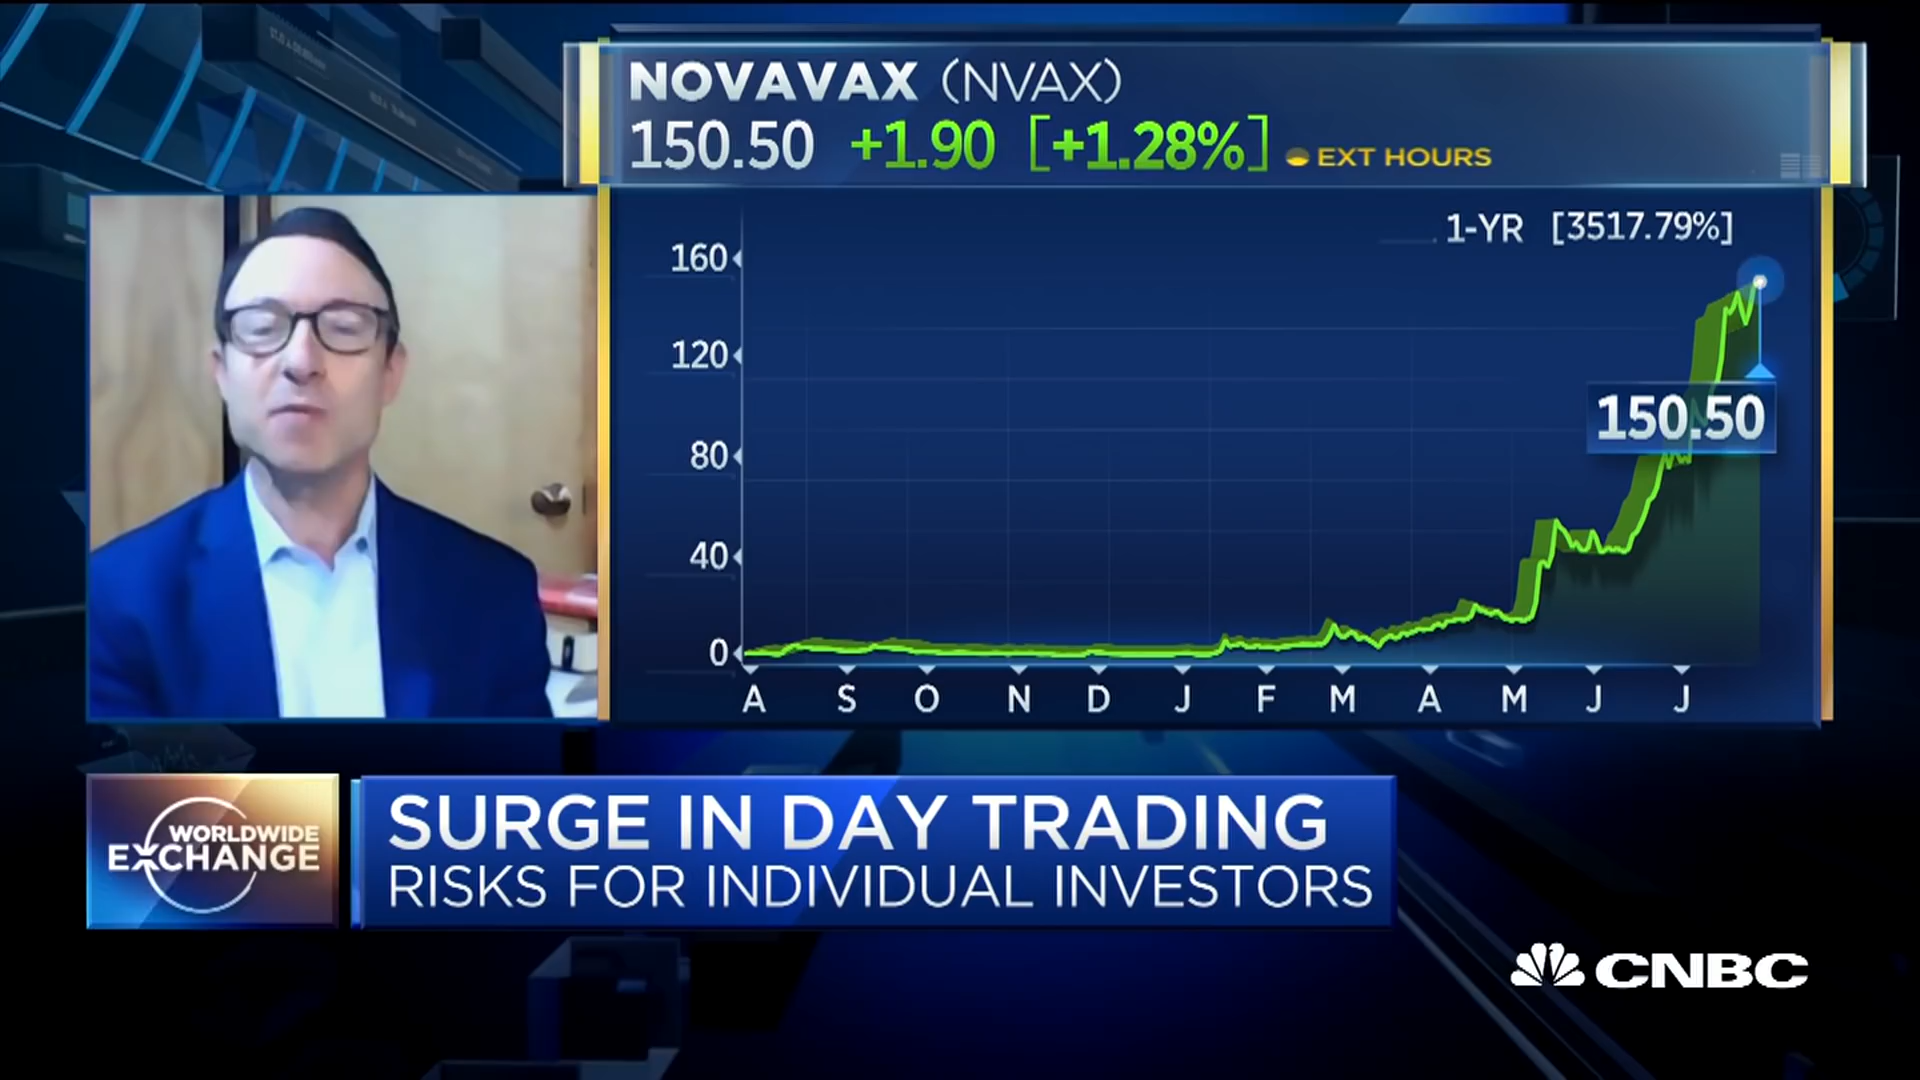 NOVAVAX (NVAX)
150.50 +1.90 [+1.28%] EXT HOURS
1-YR [3517.79%]
160
120
80
40
0
150.50
A S O N D J F M A M J J
WORLDWIDE
EXCHANGE
SURGE IN DAY TRADING
RISKS FOR INDIVIDUAL INVESTORS
CNBC